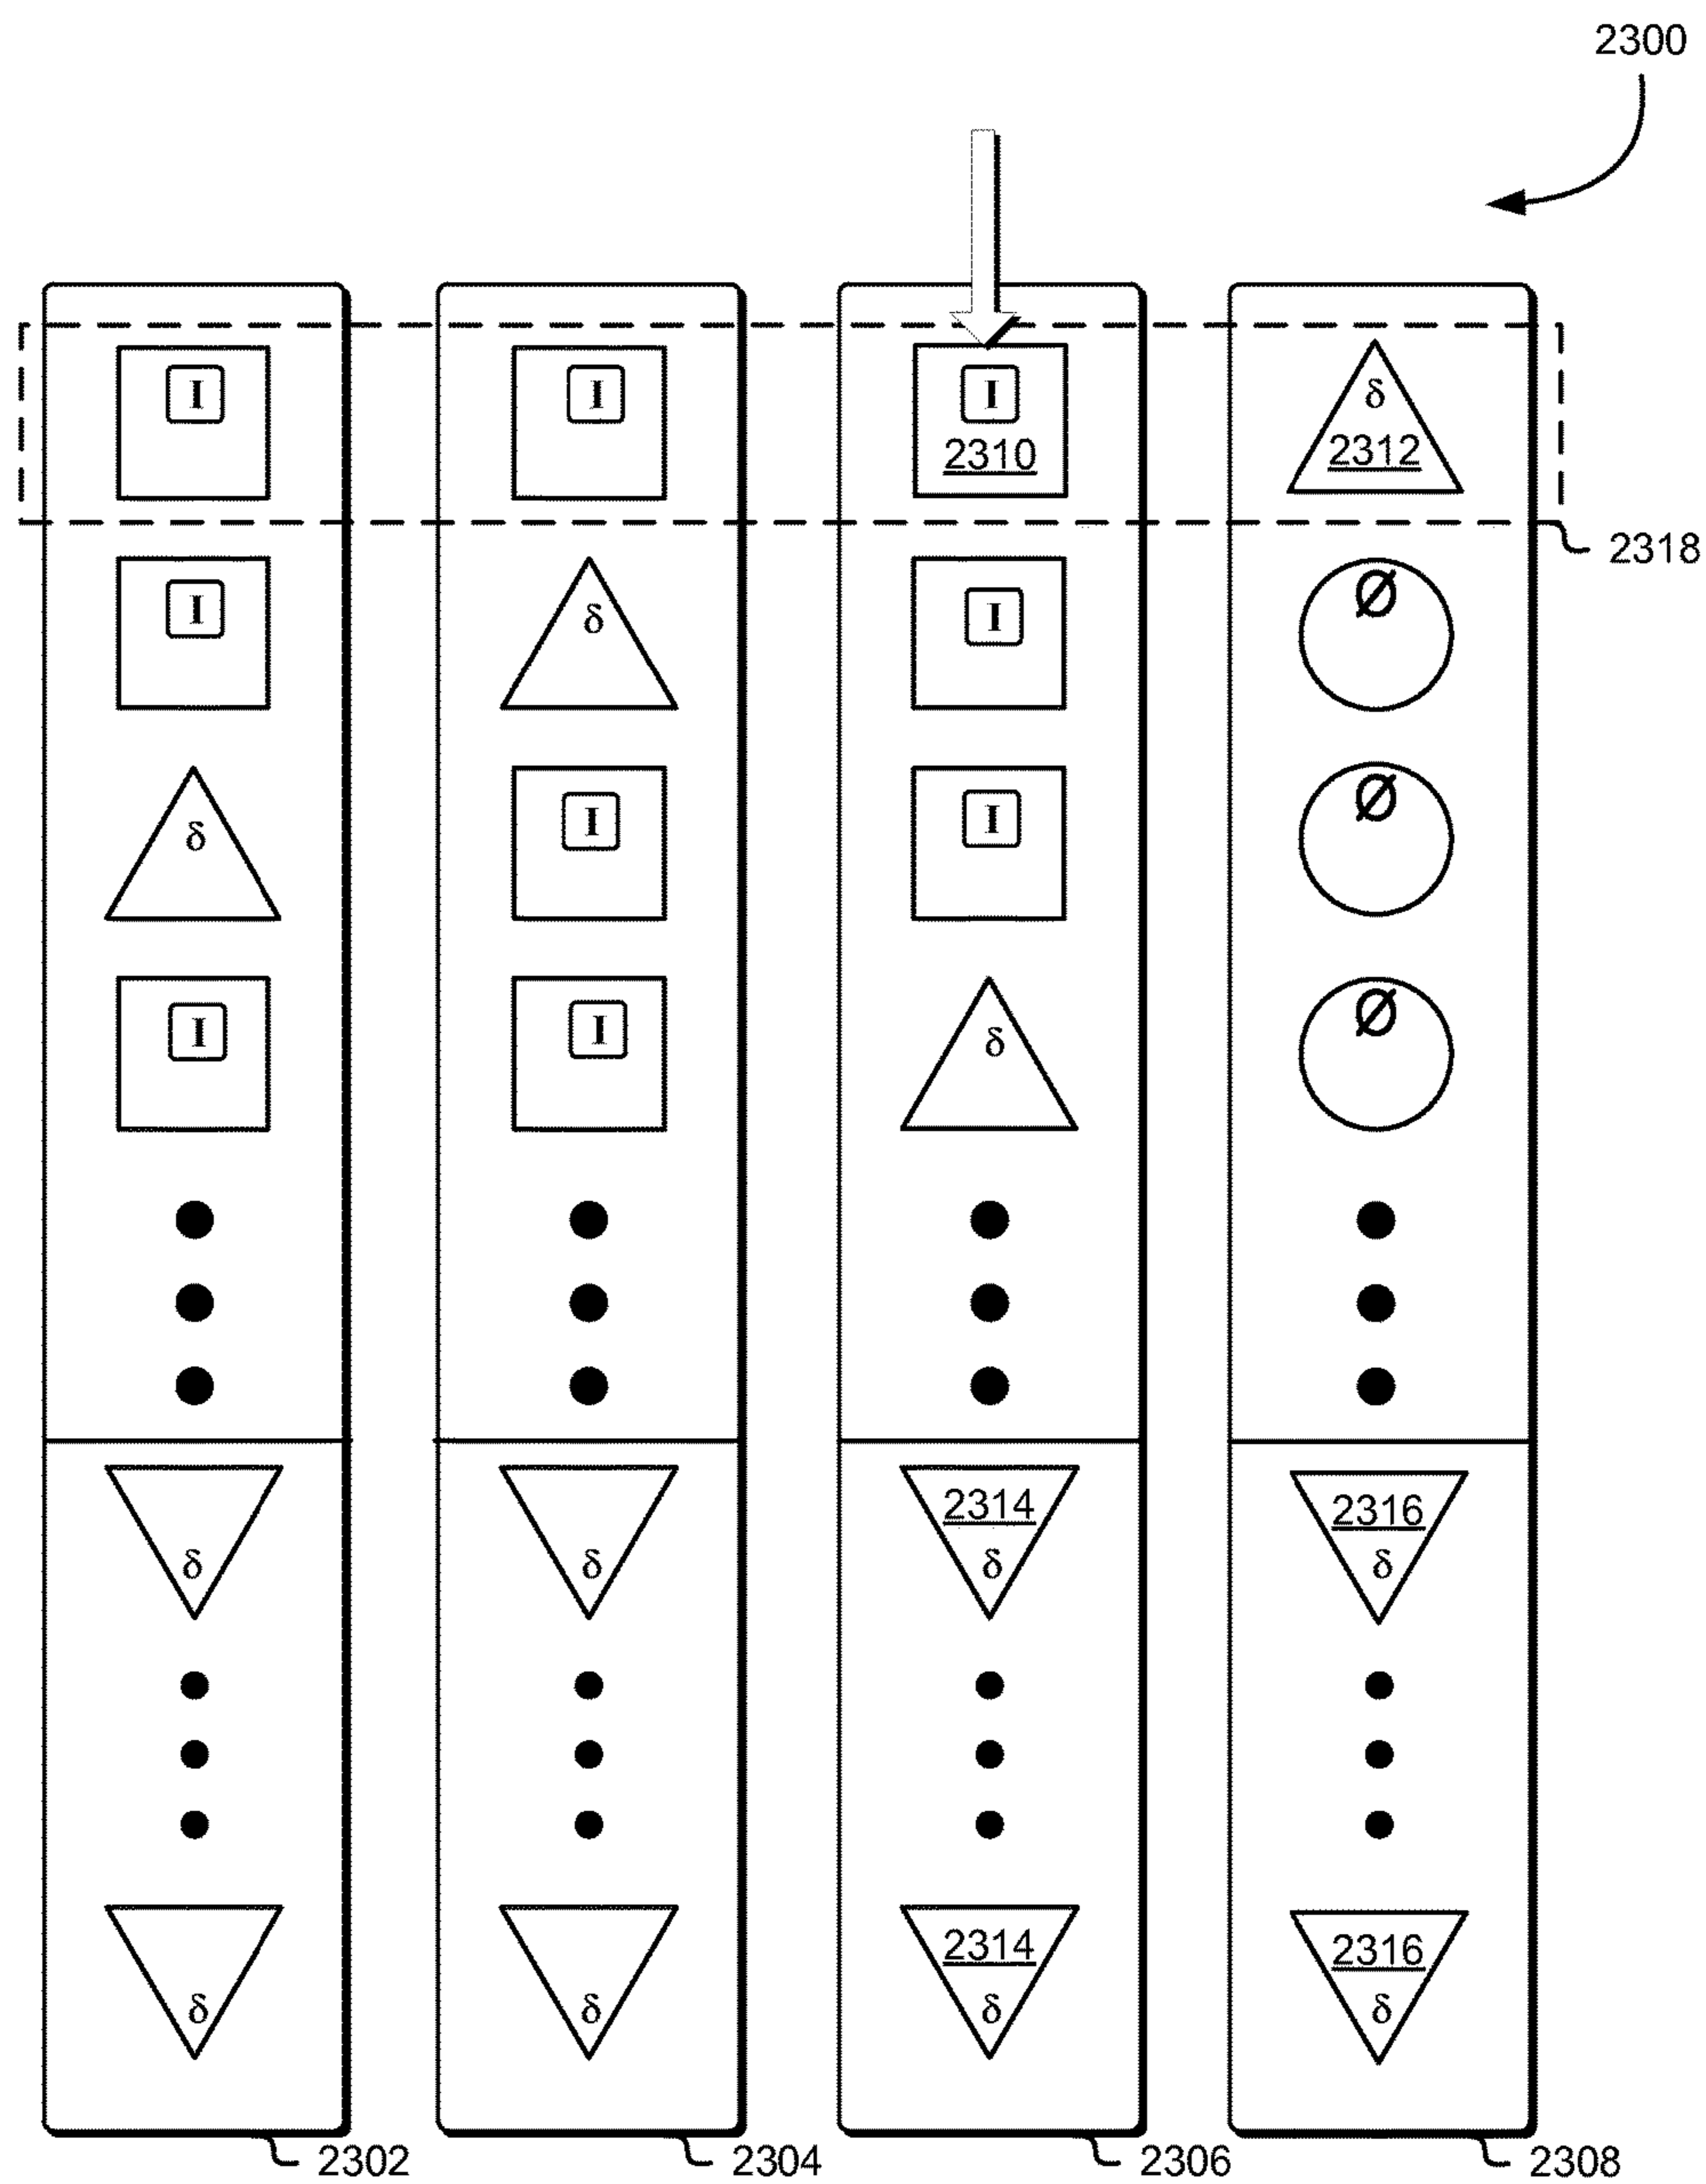 2300
I I I δ
2310 2312
2318
I δ I Ø
δ I I Ø
I I δ Ø
2314 2316
δ δ δ δ
2314 2316
δ δ δ δ
2302 2304 2306 2308